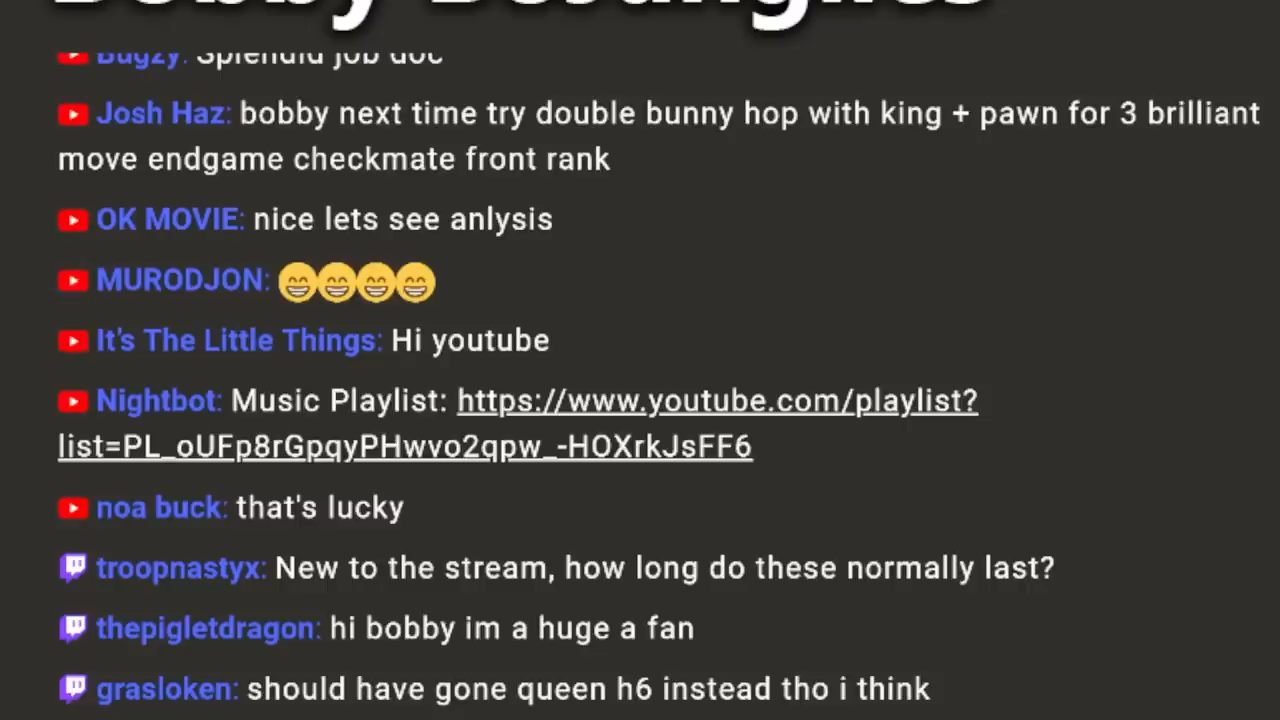 Bobby
Bugzy: Splendid job doc
Josh Haz: bobby next time try double bunny hop with king + pawn for 3 brilliant
move endgame checkmate front rank
OK MOVIE: nice lets see anlysis
MURODJON: 😁😁😁😁
It's The Little Things: Hi youtube
Nightbot: Music Playlist: https://www.youtube.com/playlist?
list=PL_oUFp8rGpqyPHwvo2qpw_-HOXrkJsFF6
noa buck: that's lucky
troopnastyx: New to the stream, how long do these normally last?
thepigletdragon: hi bobby im a huge a fan
grasloken: should have gone queen h6 instead tho i think